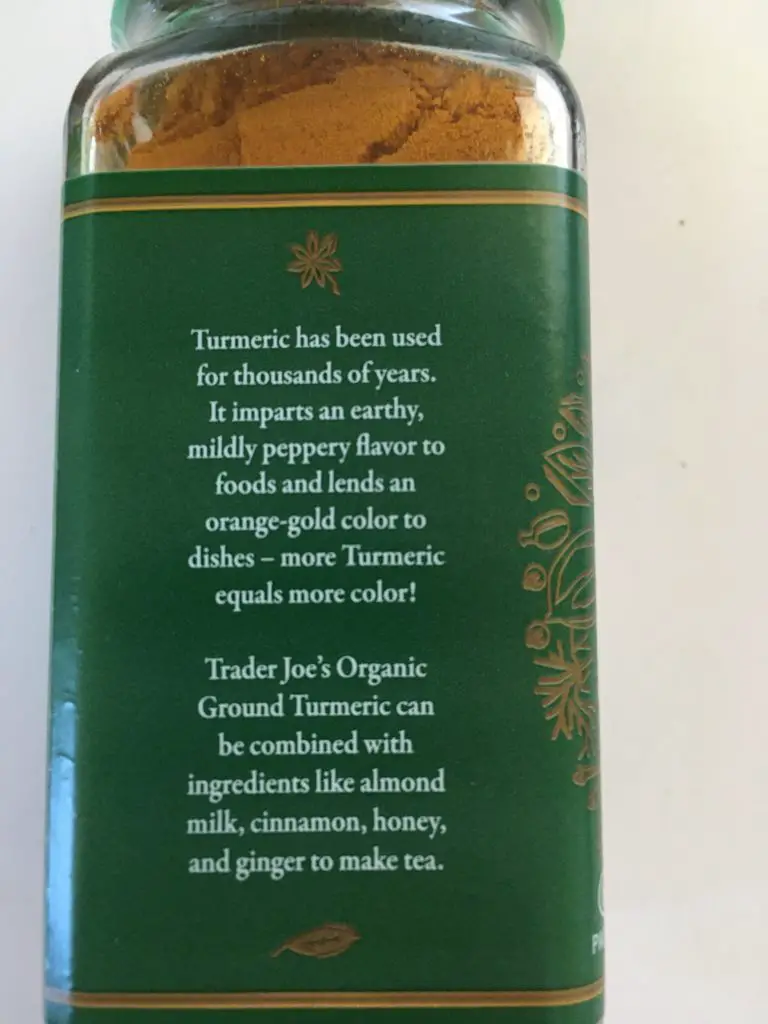 Turmeric has been used
for thousands of years.
It imparts an earthy,
mildly peppery flavor to
foods and lends an
orange-gold color to
dishes – more Turmeric
equals more color!
Trader Joe's Organic
Ground Turmeric can
be combined with
ingredients like almond
milk, cinnamon, honey,
and ginger to make tea.